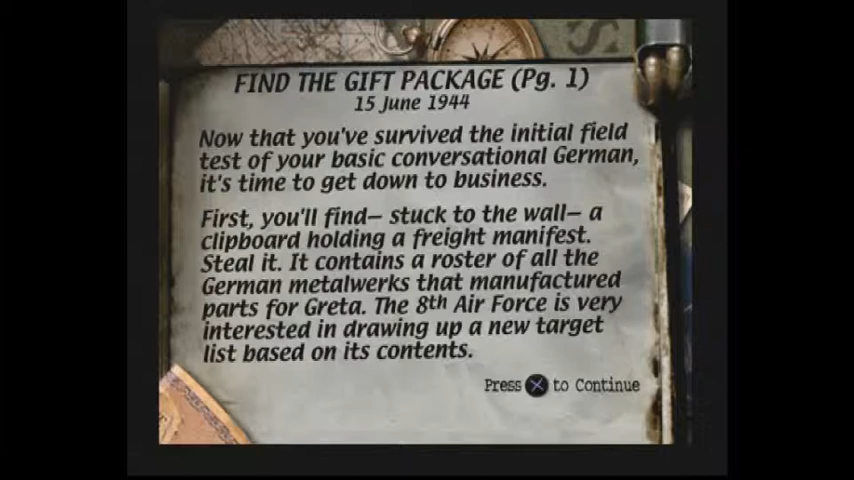 FIND THE GIFT PACKAGE (Pg. 1)
15 June 1944
Now that you've survived the initial field
test of your basic conversational German,
it's time to get down to business.
First, you'll find– stuck to the wall– a
clipboard holding a freight manifest.
Steal it. It contains a roster of all the
German metalwerks that manufactured
parts for Greta. The 8th Air Force is very
interested in drawing up a new target
list based on its contents.
Press X to Continue